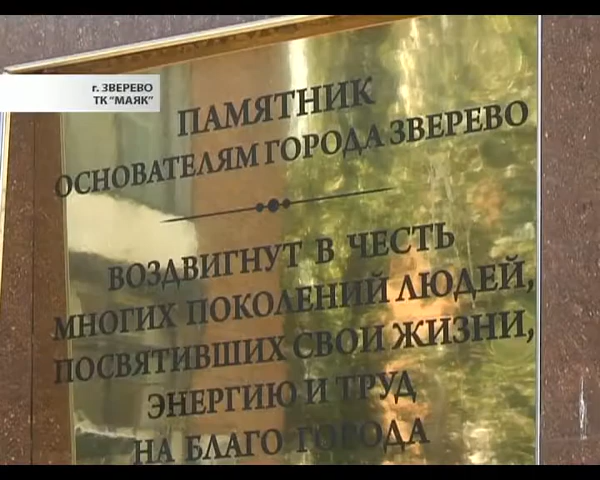 г. ЗВЕРЕВО
ТК "МАЯК"
ПАМЯТНИК
ОСНОВАТЕЛЯМ ГОРОДА ЗВЕРЕВО
ВОЗДВИГНУТ В ЧЕСТЬ
МНОГИХ ПОКОЛЕНИЙ ЛЮДЕЙ,
ПОСВЯТИВШИХ СВОИ ЖИЗНИ,
ЭНЕРГИЮ И ТРУД
НА БЛАГО ГОРОДА